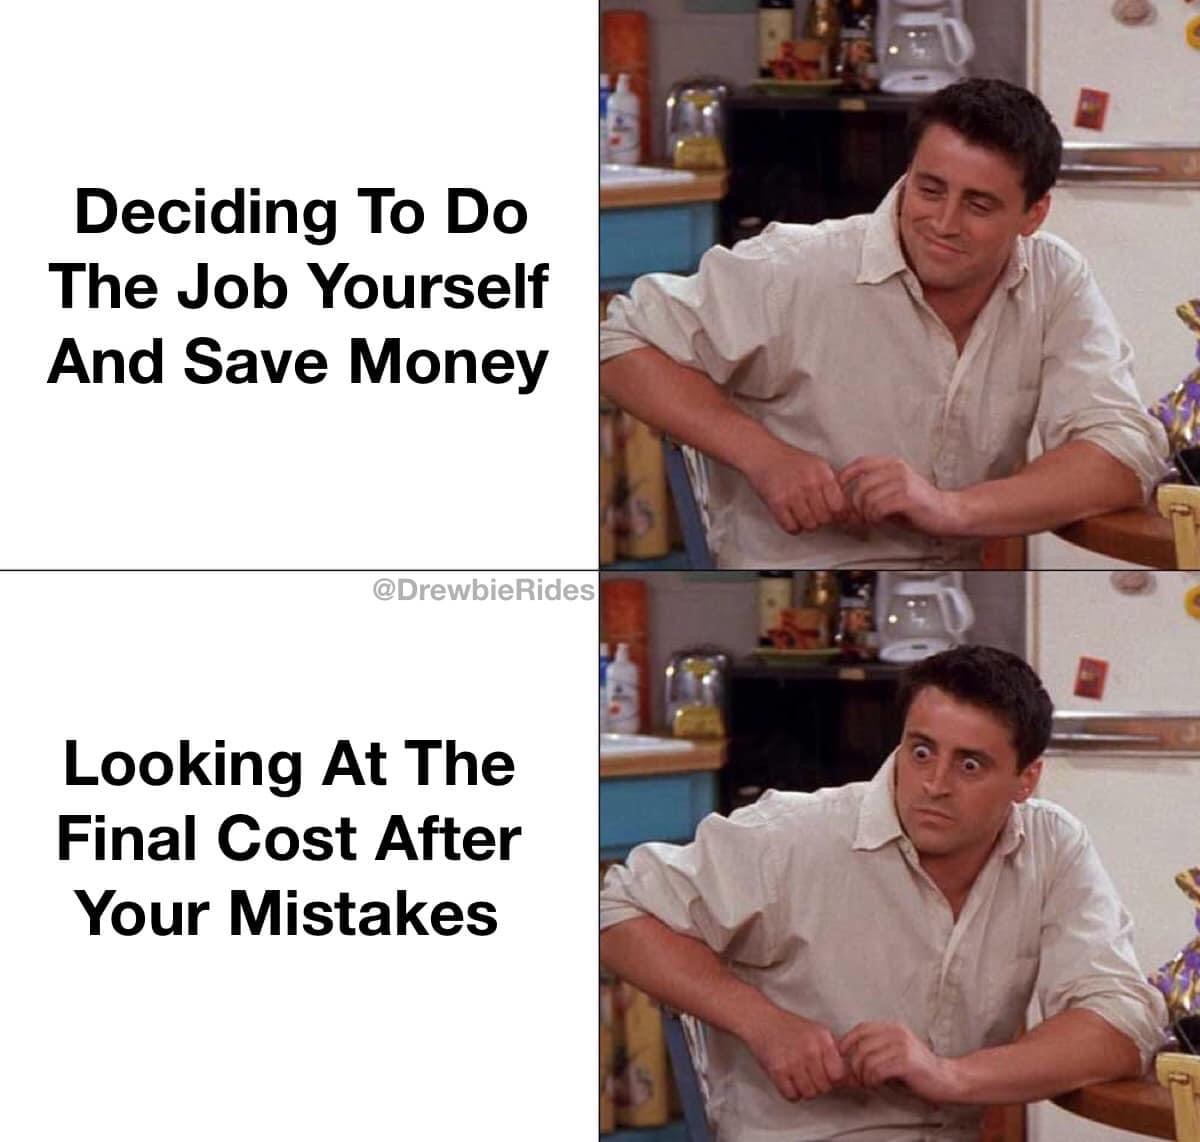 Deciding To Do
The Job Yourself
And Save Money
@DrewbieRides
Looking At The
Final Cost After
Your Mistakes